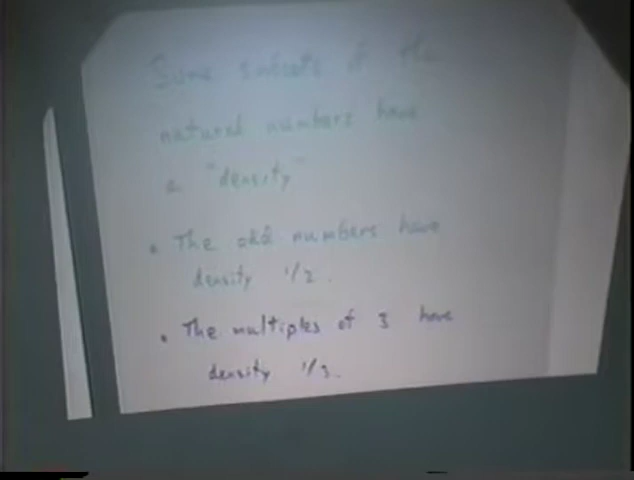 Some subsets of the
natural numbers have
a "density"
• The odd numbers have
density 1/2.
• The multiples of 3 have
density 1/3.